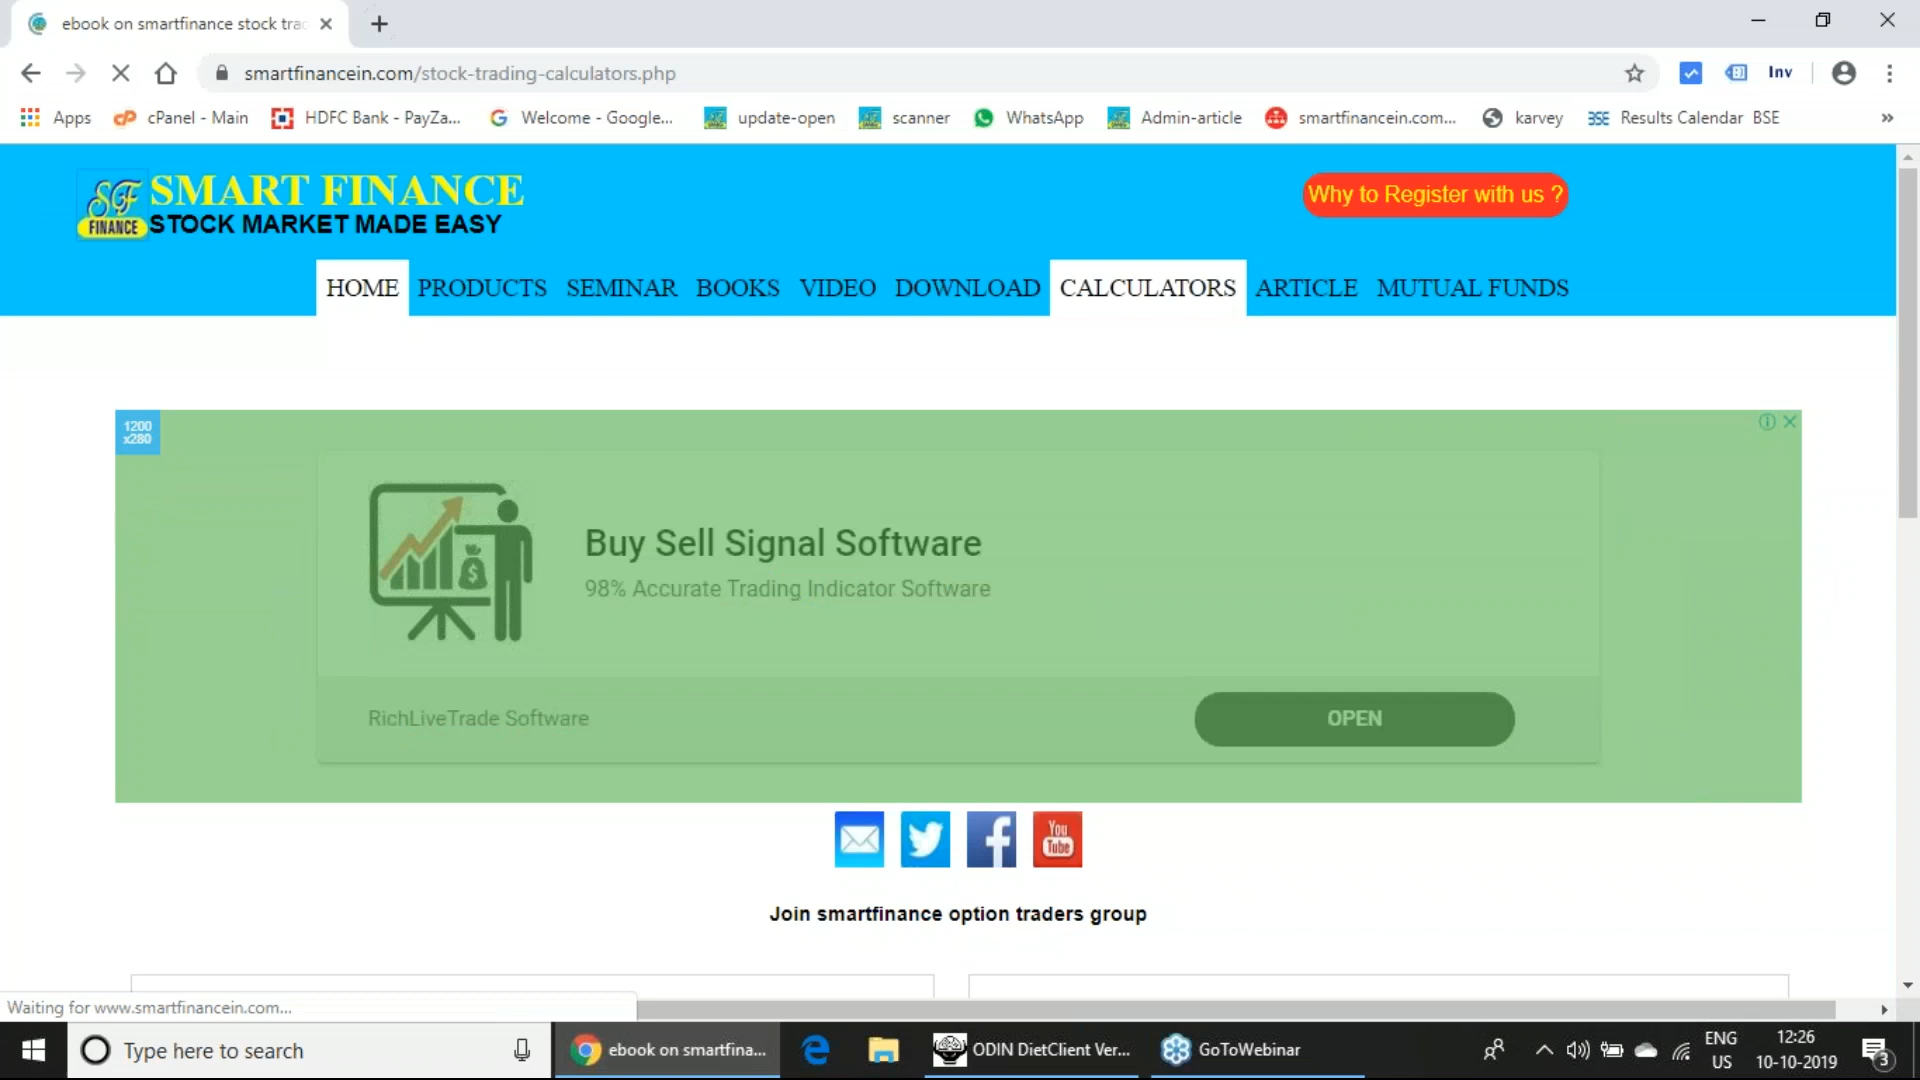 ebook on smartfinance stock tra
smartfinancein.com/stock-trading-calculators.php
Inv
Apps
cPanel - Main
HDFC Bank - PayZa...
Welcome - Google...
update-open
scanner
WhatsApp
Admin-article
smartfinancein.com...
karvey
BSE
Results Calendar BSE
SF
FINANCE
SMART FINANCE
STOCK MARKET MADE EASY
Why to Register with us ?
HOME PRODUCTS SEMINAR BOOKS VIDEO DOWNLOAD CALCULATORS ARTICLE MUTUAL FUNDS
1200
x280
Buy Sell Signal Software
98% Accurate Trading Indicator Software
RichLiveTrade Software
OPEN
You
Tube
Join smartfinance option traders group
Waiting for www.smartfinancein.com...
Type here to search
ebook on smartfina...
ODIN DietClient Ver...
GoToWebinar
ENG
US
12:26
10-10-2019
3